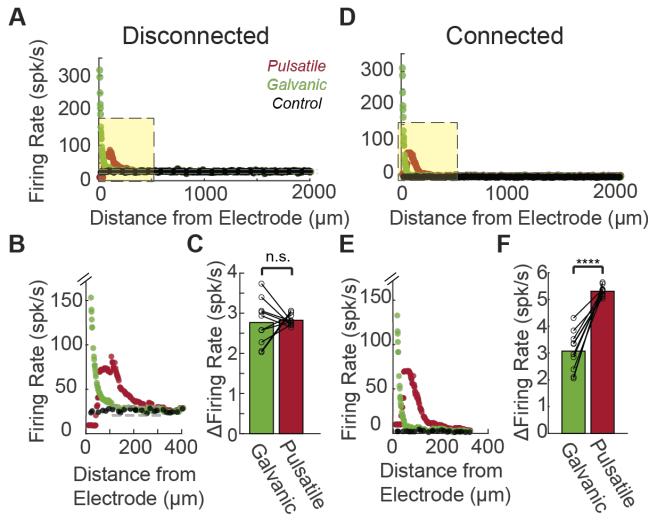 A
Disconnected
Firing Rate (spk/s)
300
200
100
0
Pulsatile
Galvanic
Control
0
1000
2000
Distance from Electrode (µm)
D
Connected
300
200
100
0
0
1000
2000
Distance from Electrode (µm)
B
Firing Rate (spk/s)
150
100
50
0
0
200
400
Distance from
Electrode (µm)
C
n.s.
ΔFiring Rate (spk/s)
4
3
2
1
0
Galvanic
Pulsatile
E
Firing Rate (spk/s)
150
100
50
0
0
200
400
Distance from
Electrode (µm)
F
****
ΔFiring Rate (spk/s)
6
5
4
3
2
1
0
Galvanic
Pulsatile